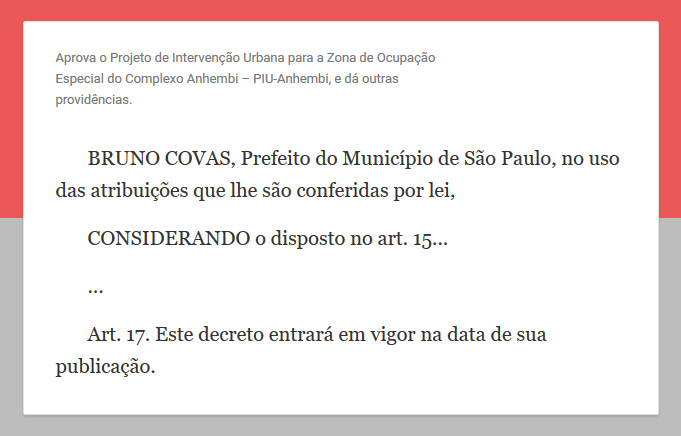 Aprova o Projeto de Intervenção Urbana para a Zona de Ocupação
Especial do Complexo Anhembi – PIU-Anhembi, e dá outras
providências.
BRUNO COVAS, Prefeito do Município de São Paulo, no uso
das atribuições que lhe são conferidas por lei,
CONSIDERANDO o disposto no art. 15...
...
Art. 17. Este decreto entrará em vigor na data de sua
publicação.